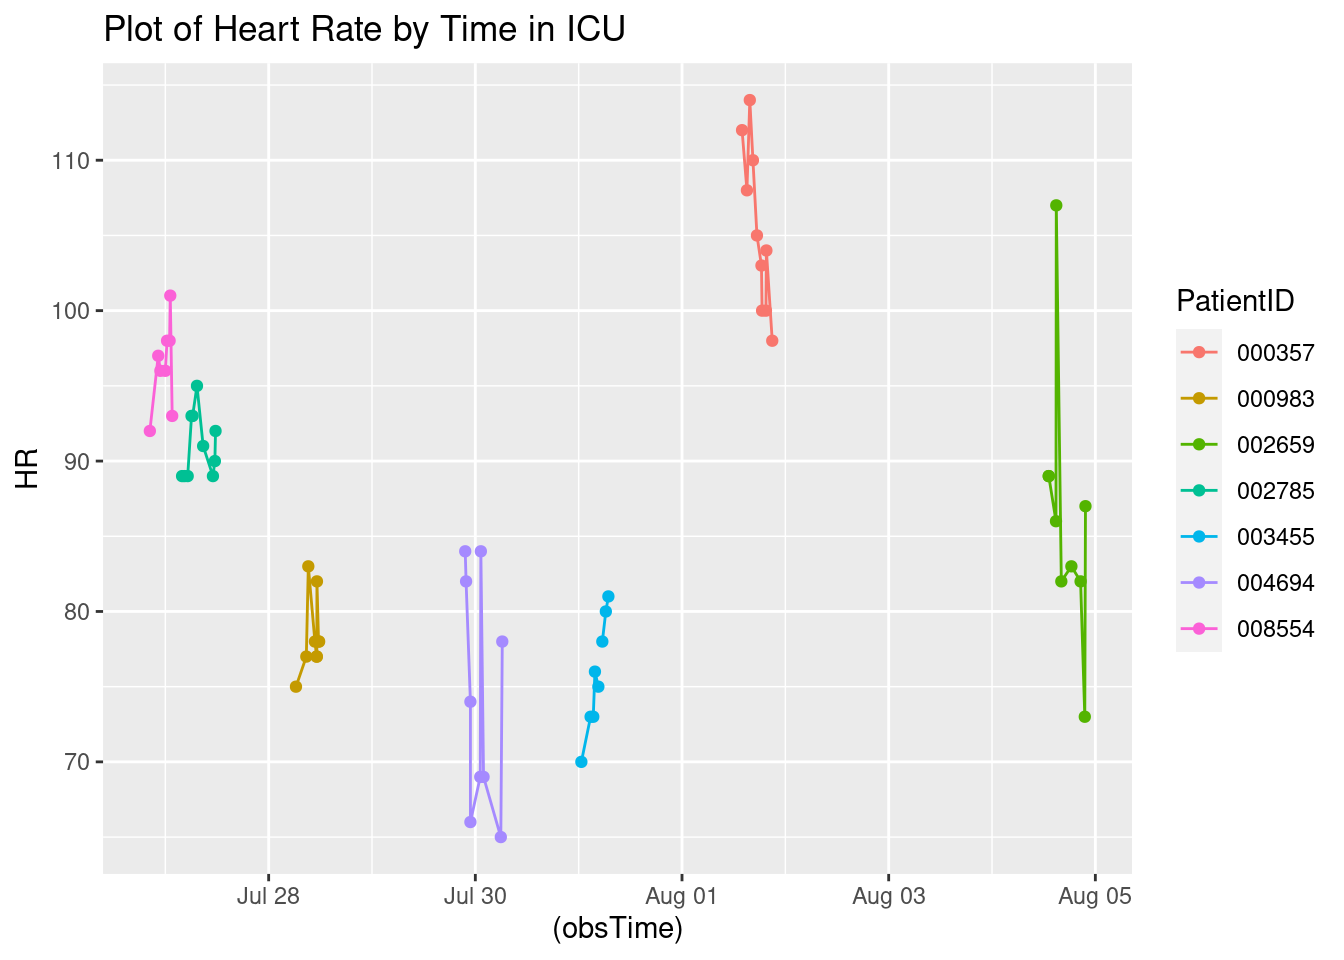 Plot of Heart Rate by Time in ICU
110
100
90
80
70
HR
Jul 28 Jul 30 Aug 01 Aug 03 Aug 05
(obsTime)
PatientID
000357
000983
002659
002785
003455
004694
008554